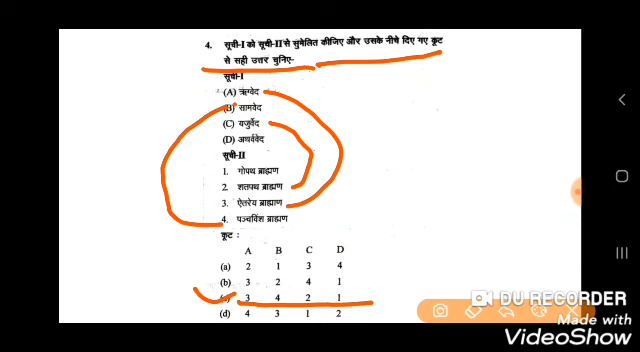 4. सूची-I को सूची-II से सुमेलित कीजिए और उसके नीचे दिए गए कूट
से सही उत्तर चुनिए-
सूची-I
(A) ऋग्वेद
(B) सामवेद
(C) यजुर्वेद
(D) अथर्ववेद
सूची-II
1. गोपथ ब्राह्मण
2. शतपथ ब्राह्मण
3. ऐतरेय ब्राह्मण
4. पञ्चविंश ब्राह्मण
कूट :
A B C D
(a) 2 1 3 4
(b) 3 2 4 1
(c) 3 4 2 1
(d) 4 3 1 2
DU RECORDER
Made with
VideoShow